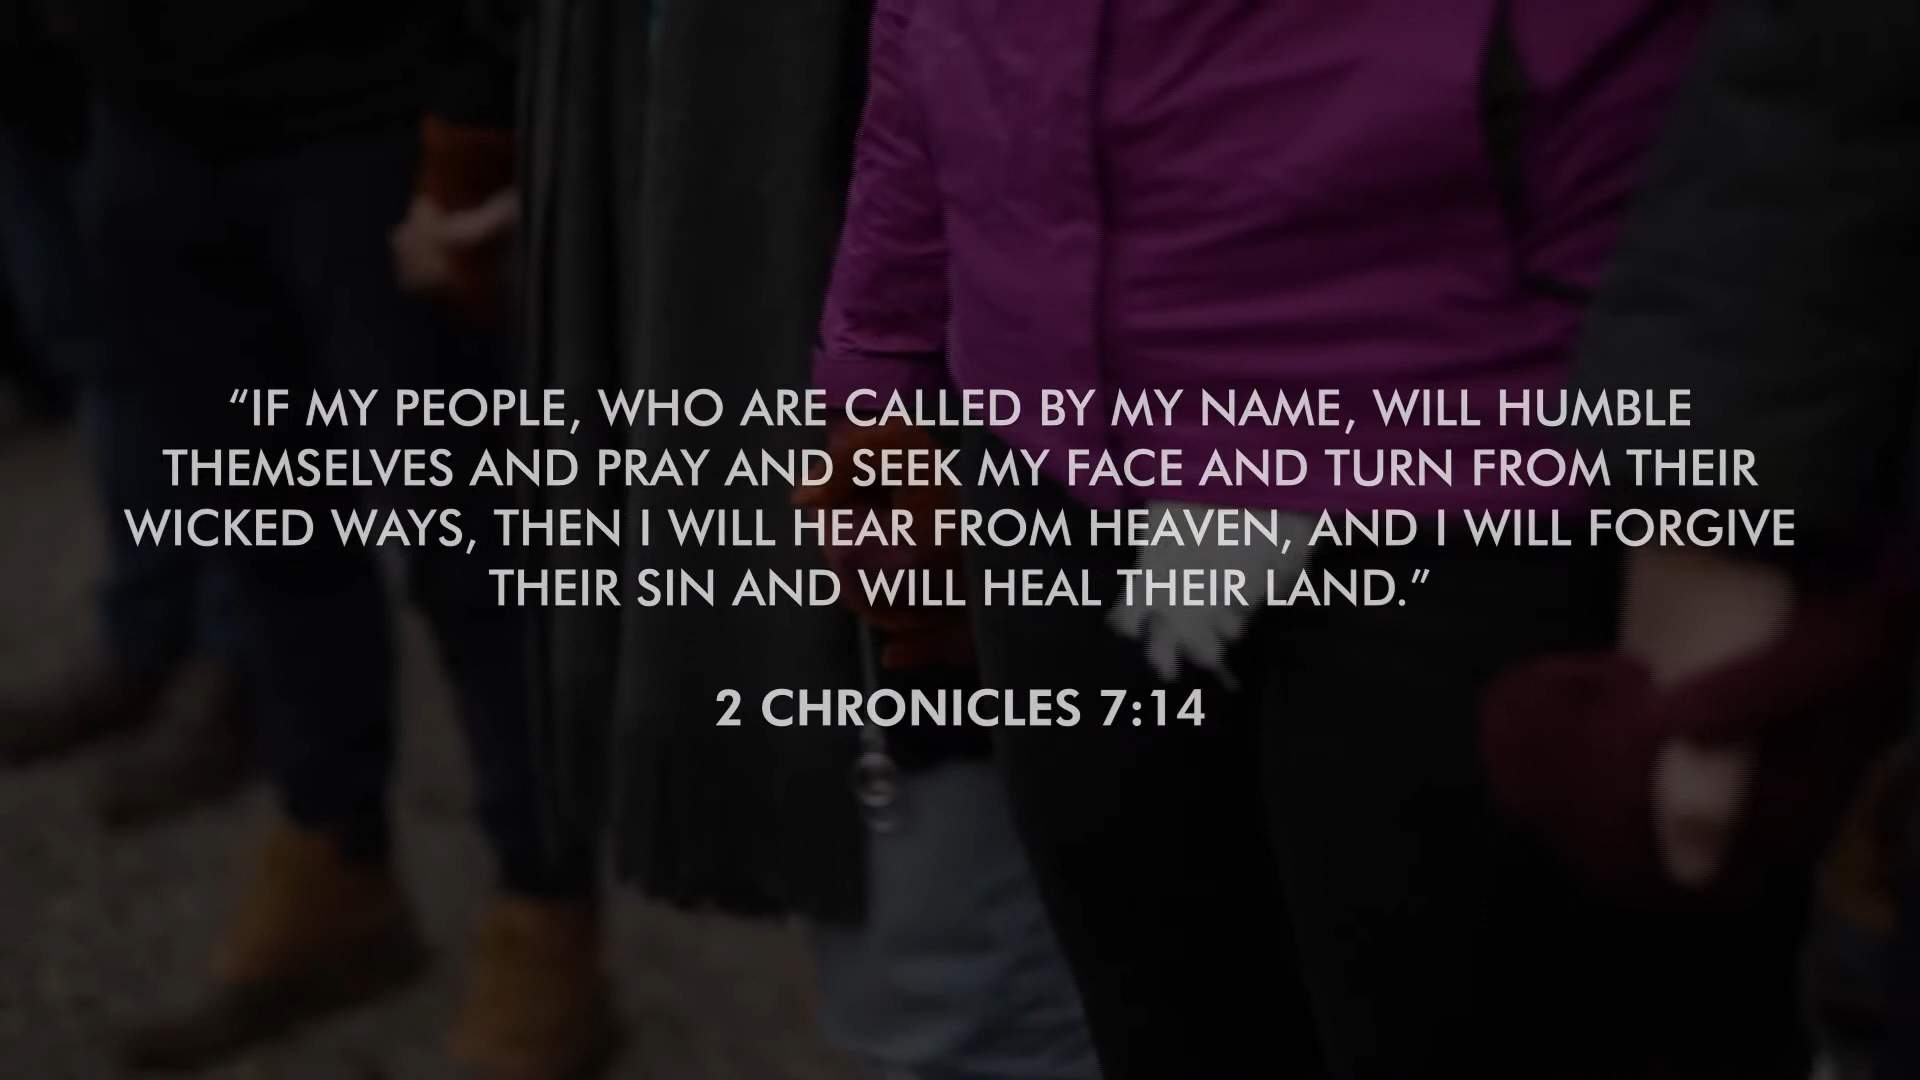 “IF MY PEOPLE, WHO ARE CALLED BY MY NAME, WILL HUMBLE
THEMSELVES AND PRAY AND SEEK MY FACE AND TURN FROM THEIR
WICKED WAYS, THEN I WILL HEAR FROM HEAVEN, AND I WILL FORGIVE
THEIR SIN AND WILL HEAL THEIR LAND.”
2 CHRONICLES 7:14